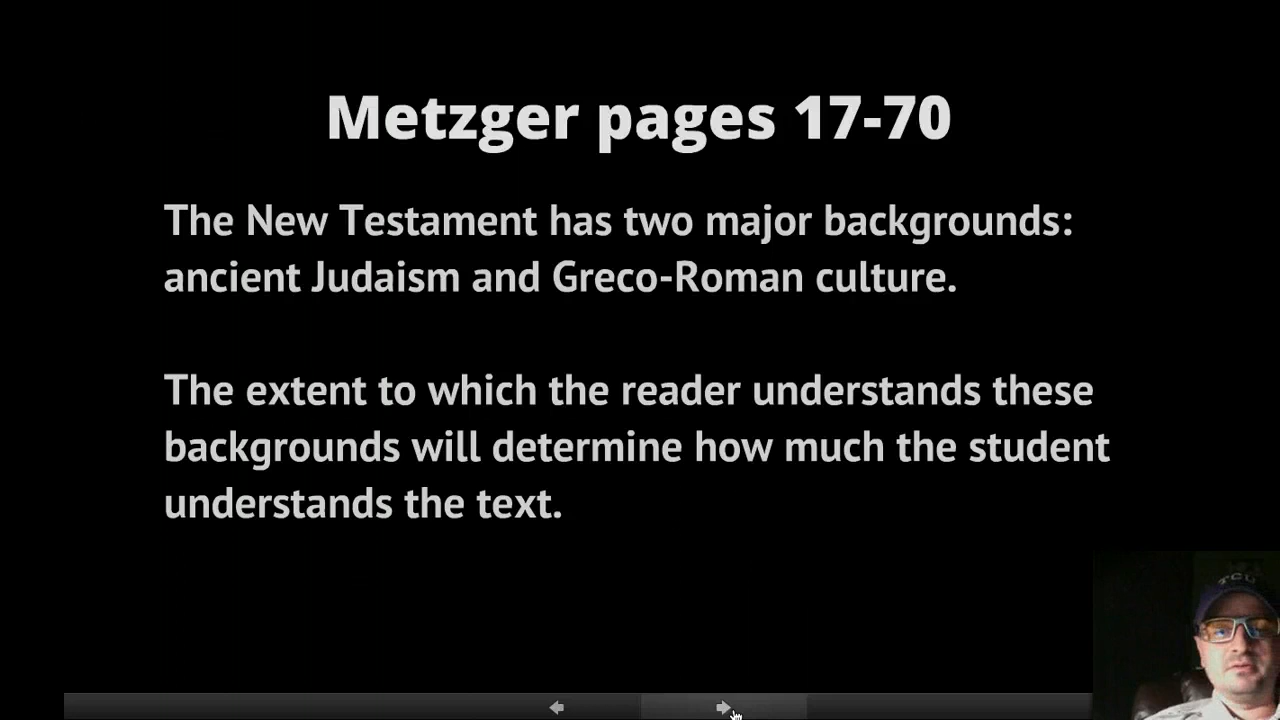 Metzger pages 17-70
The New Testament has two major backgrounds:
ancient Judaism and Greco-Roman culture.
The extent to which the reader understands these
backgrounds will determine how much the student
understands the text.
TCU